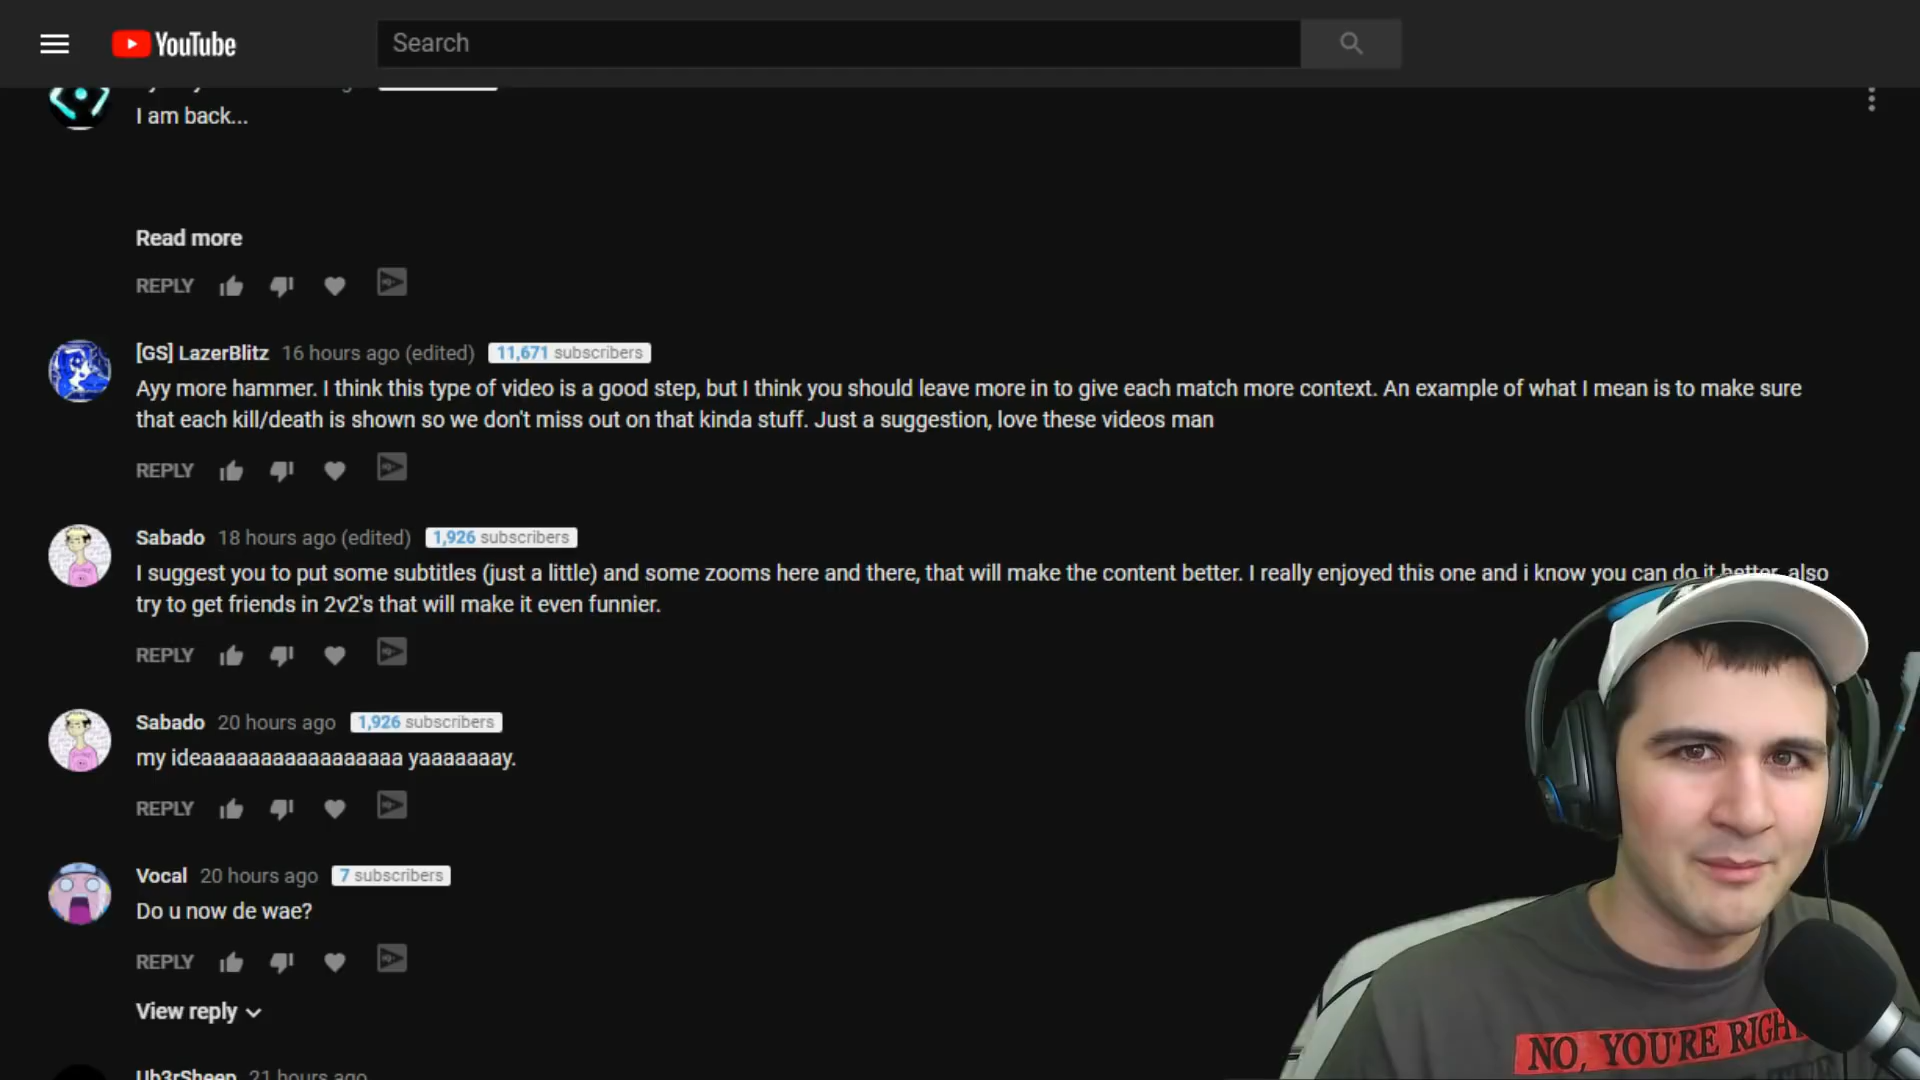 YouTube
Search
I am back...
Read more
REPLY
[GS] LazerBlitz 16 hours ago (edited) 11,671 subscribers
Ayy more hammer. I think this type of video is a good step, but I think you should leave more in to give each match more context. An example of what I mean is to make sure
that each kill/death is shown so we don't miss out on that kinda stuff. Just a suggestion, love these videos man
REPLY
Sabado 18 hours ago (edited) 1,926 subscribers
I suggest you to put some subtitles (just a little) and some zooms here and there, that will make the content better. I really enjoyed this one and i know you can do it better, also
try to get friends in 2v2's that will make it even funnier.
REPLY
Sabado 20 hours ago 1,926 subscribers
my ideaaaaaaaaaaaaaaaaa yaaaaaaay.
REPLY
Vocal 20 hours ago 7 subscribers
Do u now de wae?
REPLY
View reply
Ub3rSheep 21 hours ago
NO, YOU'RE RIGH